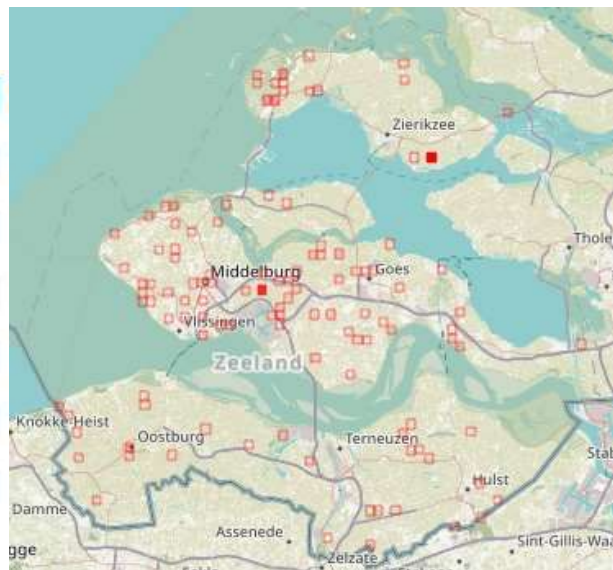 Zierikzee
Thole
Middelburg
Goes
Vlissingen
Zeeland
Knokke-Heist
Oostburg
Terneuzen
Stab
Hulst
Damme
Assenede
gge
Sint-Gillis-Waa
Zelzate